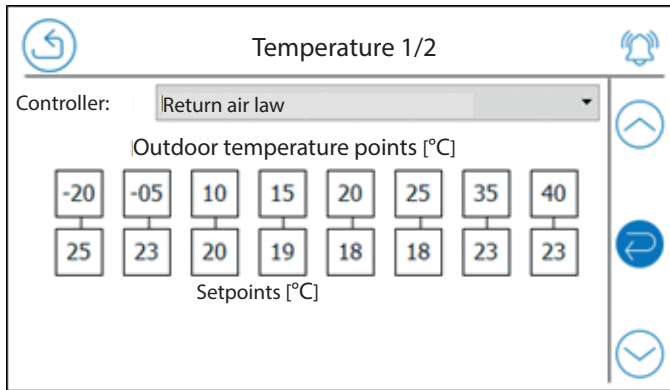 Temperature 1/2
Controller: Return air law
Outdoor temperature points [°C]
-20 -05 10 15 20 25 35 40
25 23 20 19 18 18 23 23
Setpoints [°C]